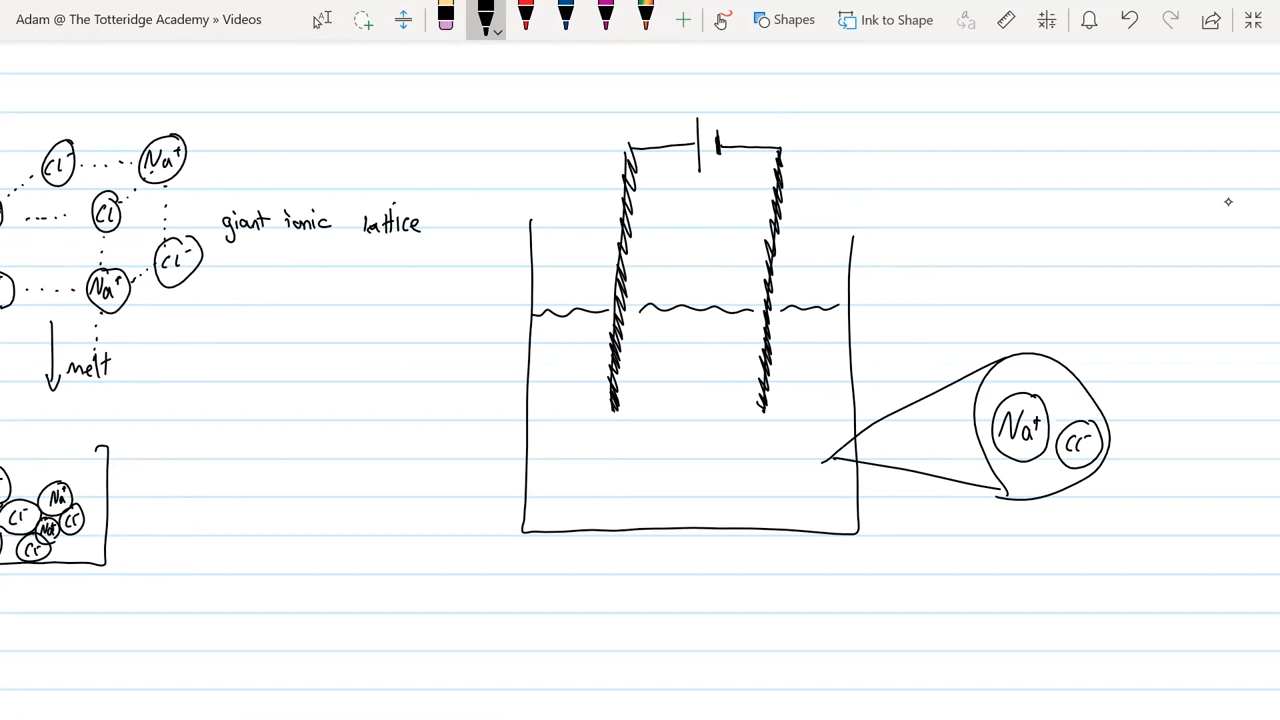 Adam @ The Totteridge Academy » Videos
Shapes
Ink to Shape
Cl⁻ Na⁺
Cl
giant ionic lattice
Cl⁻
Na⁺
melt
Na⁺ Cl⁻
Na⁺
Cl⁻ Na⁺ Cl⁻
Cl⁻